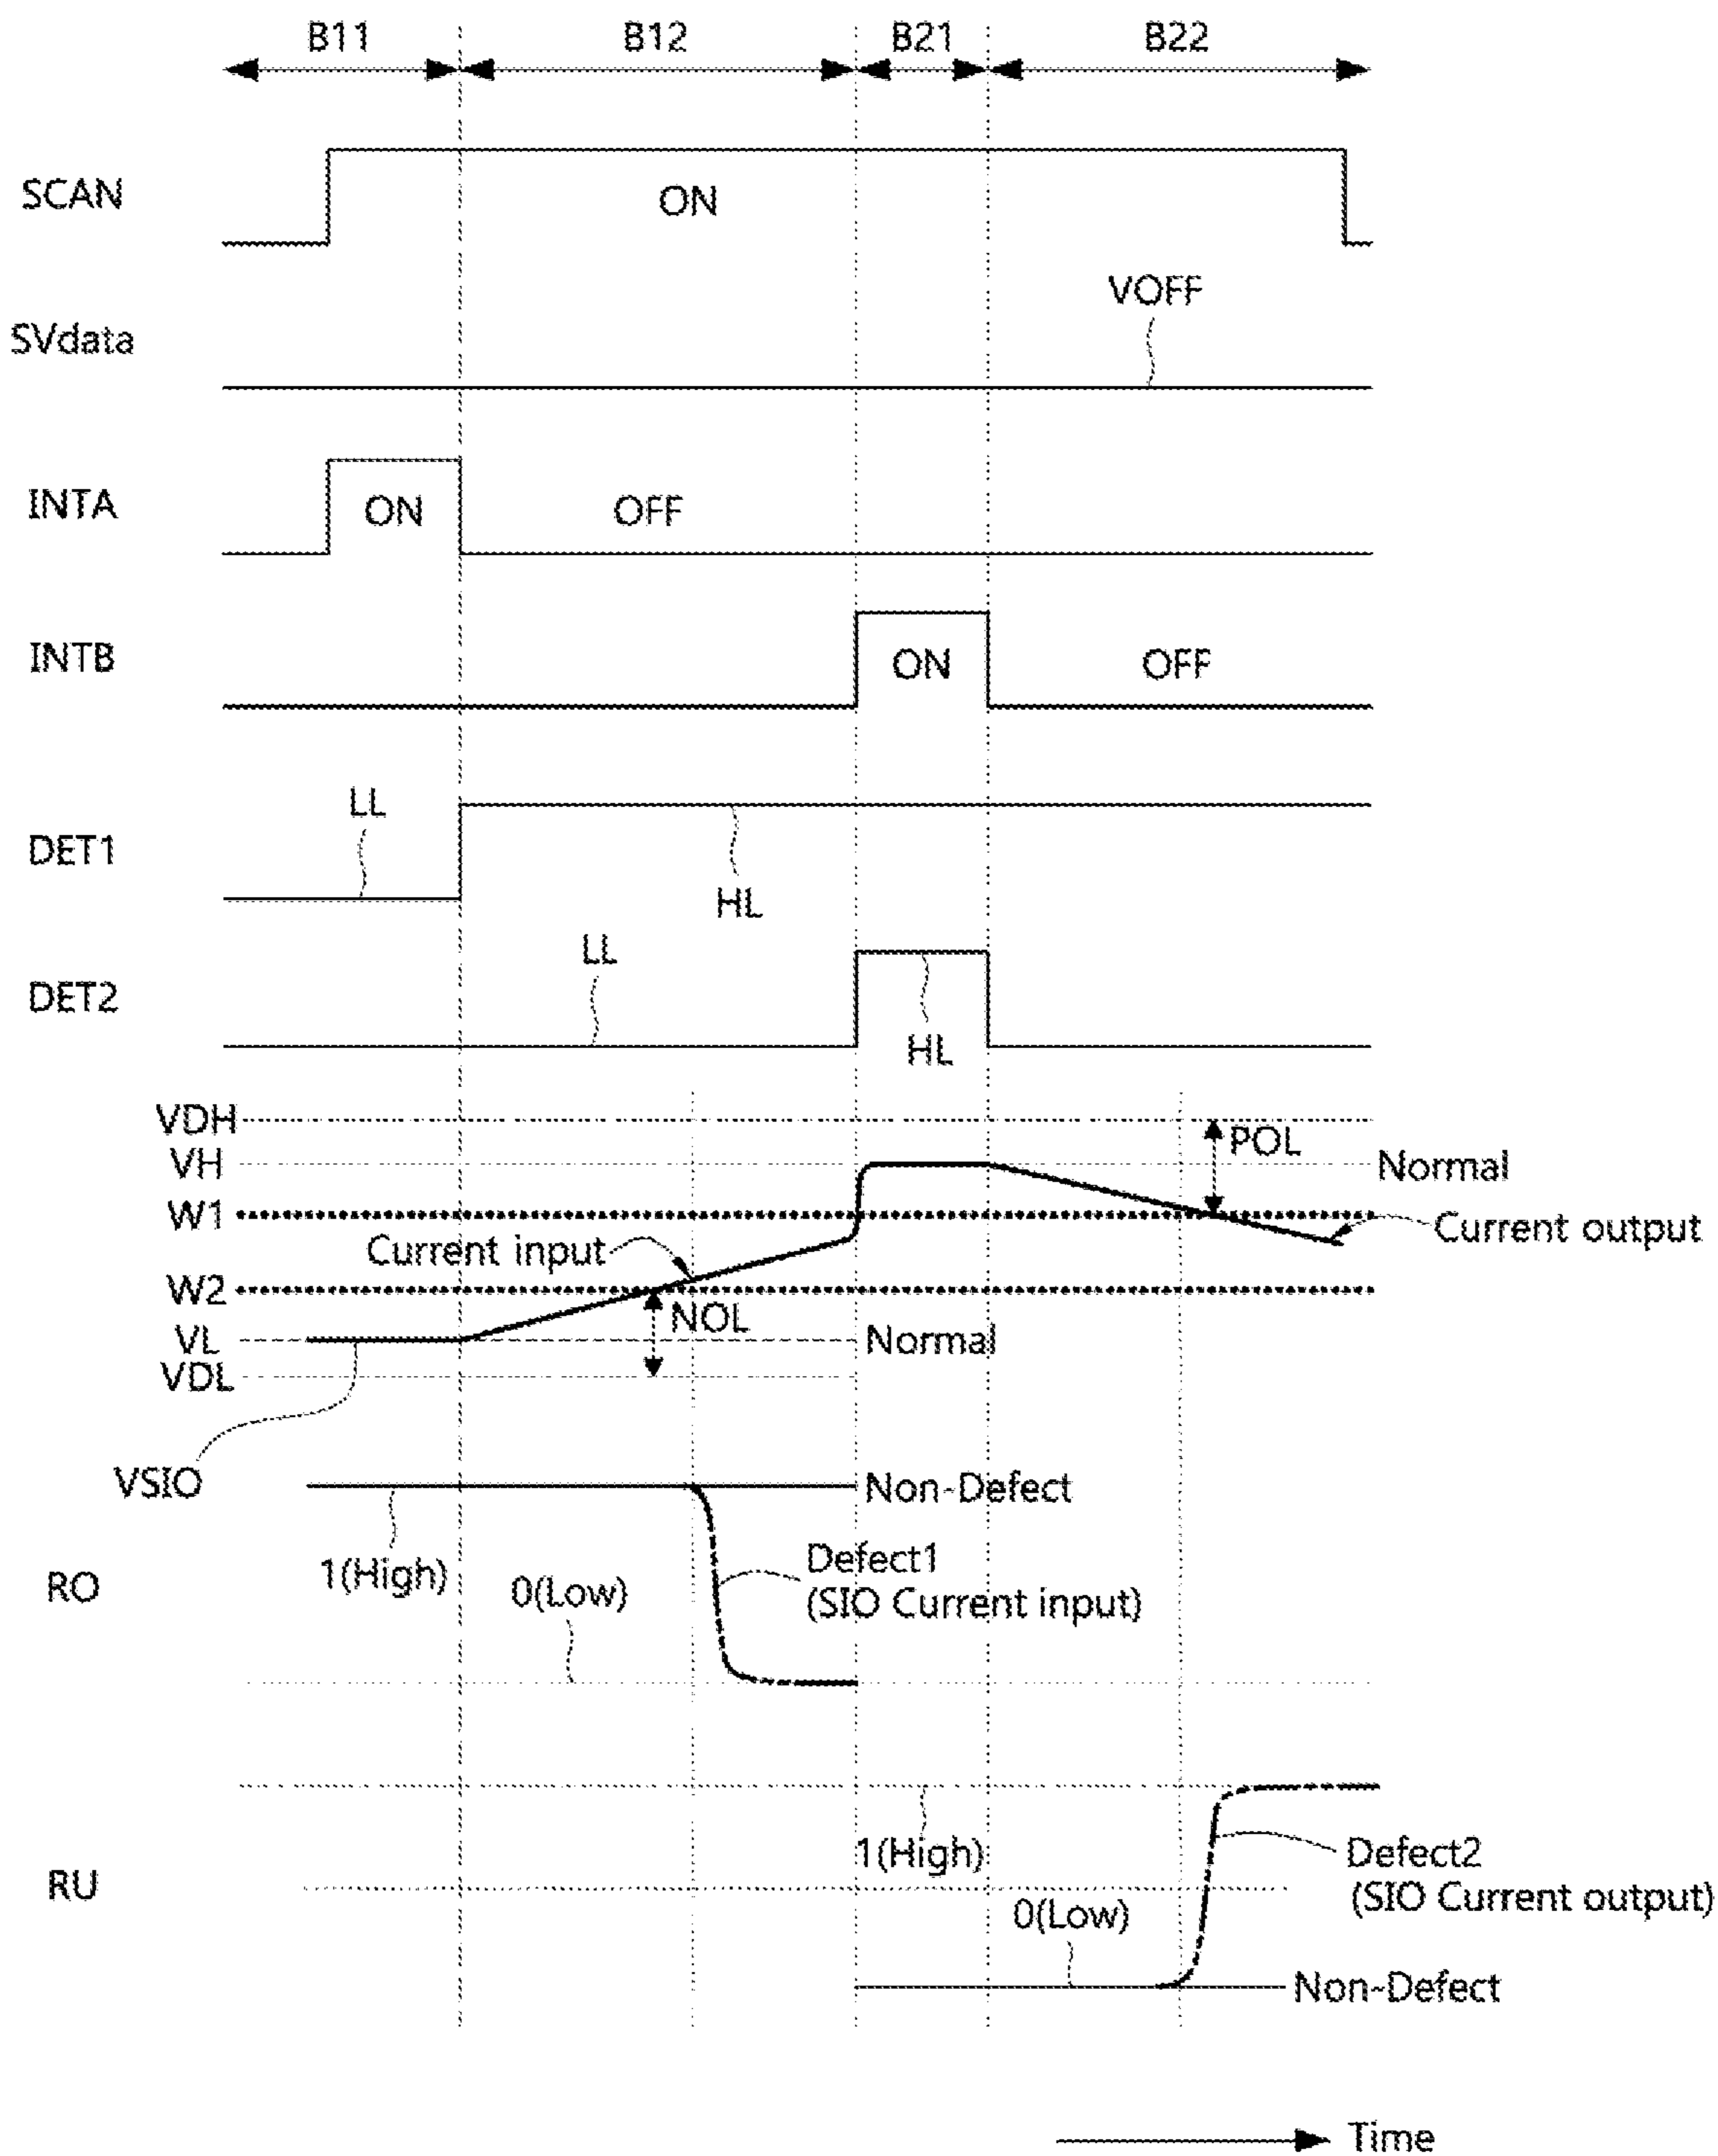 B11 B12 B21 B22
SCAN
ON
VOFF
SVdata
INTA
ON
OFF
INTB
ON
OFF
LL
DET1
HL
LL
DET2
HL
VDH
POL
VH
Normal
W1
Current output
Current input
W2
NOL
VL
Normal
VDL
VSIO
Non-Defect
1(High)
Defect1
(SIO Current input)
RO
0(Low)
1(High)
Defect2
(SIO Current output)
RU
0(Low)
Non-Defect
Time